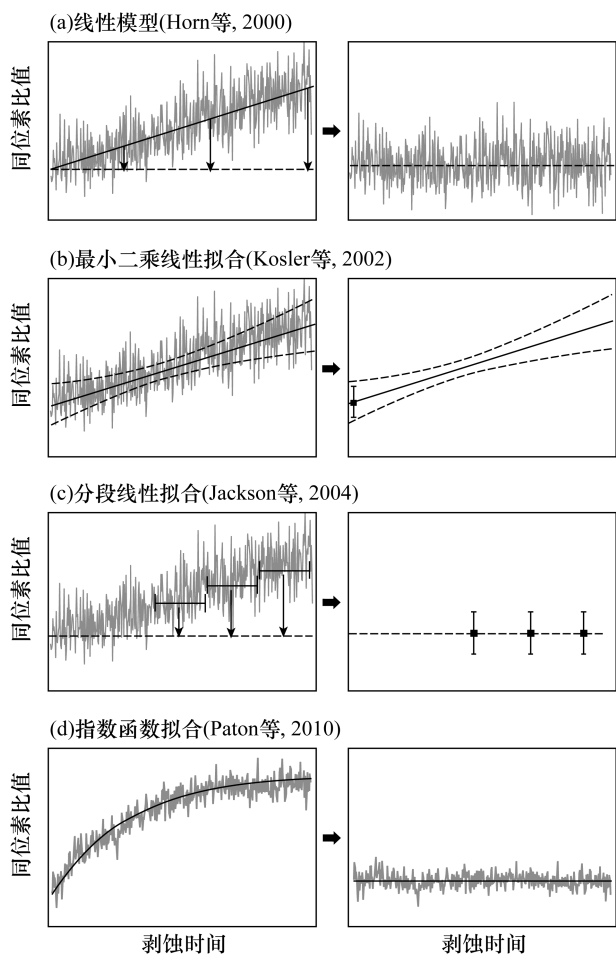 (a)线性模型(Horn等, 2000)
同位素比值
(b)最小二乘线性拟合(Kosler等, 2002)
同位素比值
(c)分段线性拟合(Jackson等, 2004)
同位素比值
(d)指数函数拟合(Paton等, 2010)
同位素比值
剥蚀时间
剥蚀时间